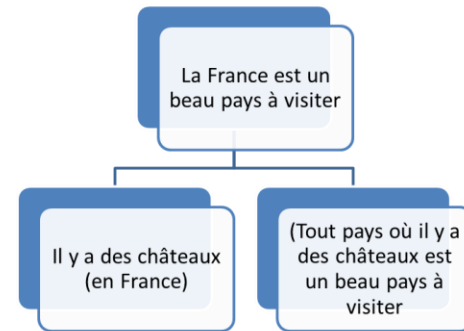 La France est un
beau pays à visiter
Il y a des châteaux
(en France)
(Tout pays où il y a
des châteaux est
un beau pays à
visiter